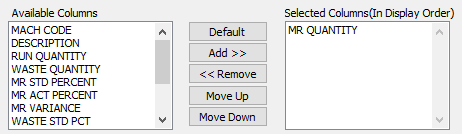 Available Columns
MACH CODE
DESCRIPTION
RUN QUANTITY
WASTE QUANTITY
MR STD PERCENT
MR ACT PERCENT
MR VARIANCE
WASTE STD PCT
Default
Add >>
<< Remove
Move Up
Move Down
Selected Columns(In Display Order)
MR QUANTITY